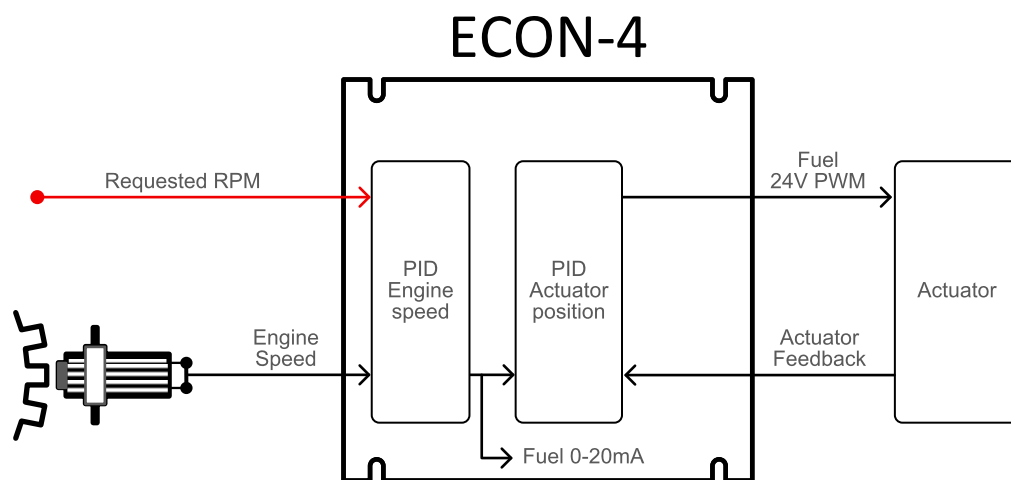 ECON-4
Requested RPM
Fuel
24V PWM
PID
Engine
speed
PID
Actuator
position
Actuator
Engine
Speed
Actuator
Feedback
Fuel 0-20mA